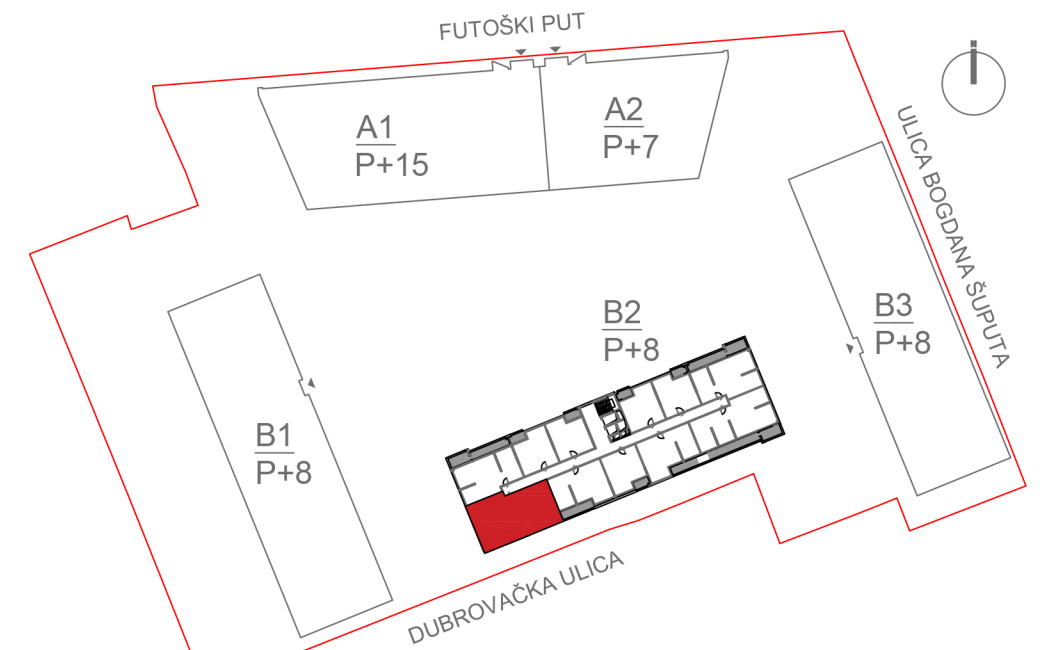 FUTOŠKI PUT
N
A1
P+15
A2
P+7
ULICA BOGDANA ŠUPUTA
B2
P+8
B3
P+8
B1
P+8
DUBROVAČKA ULICA